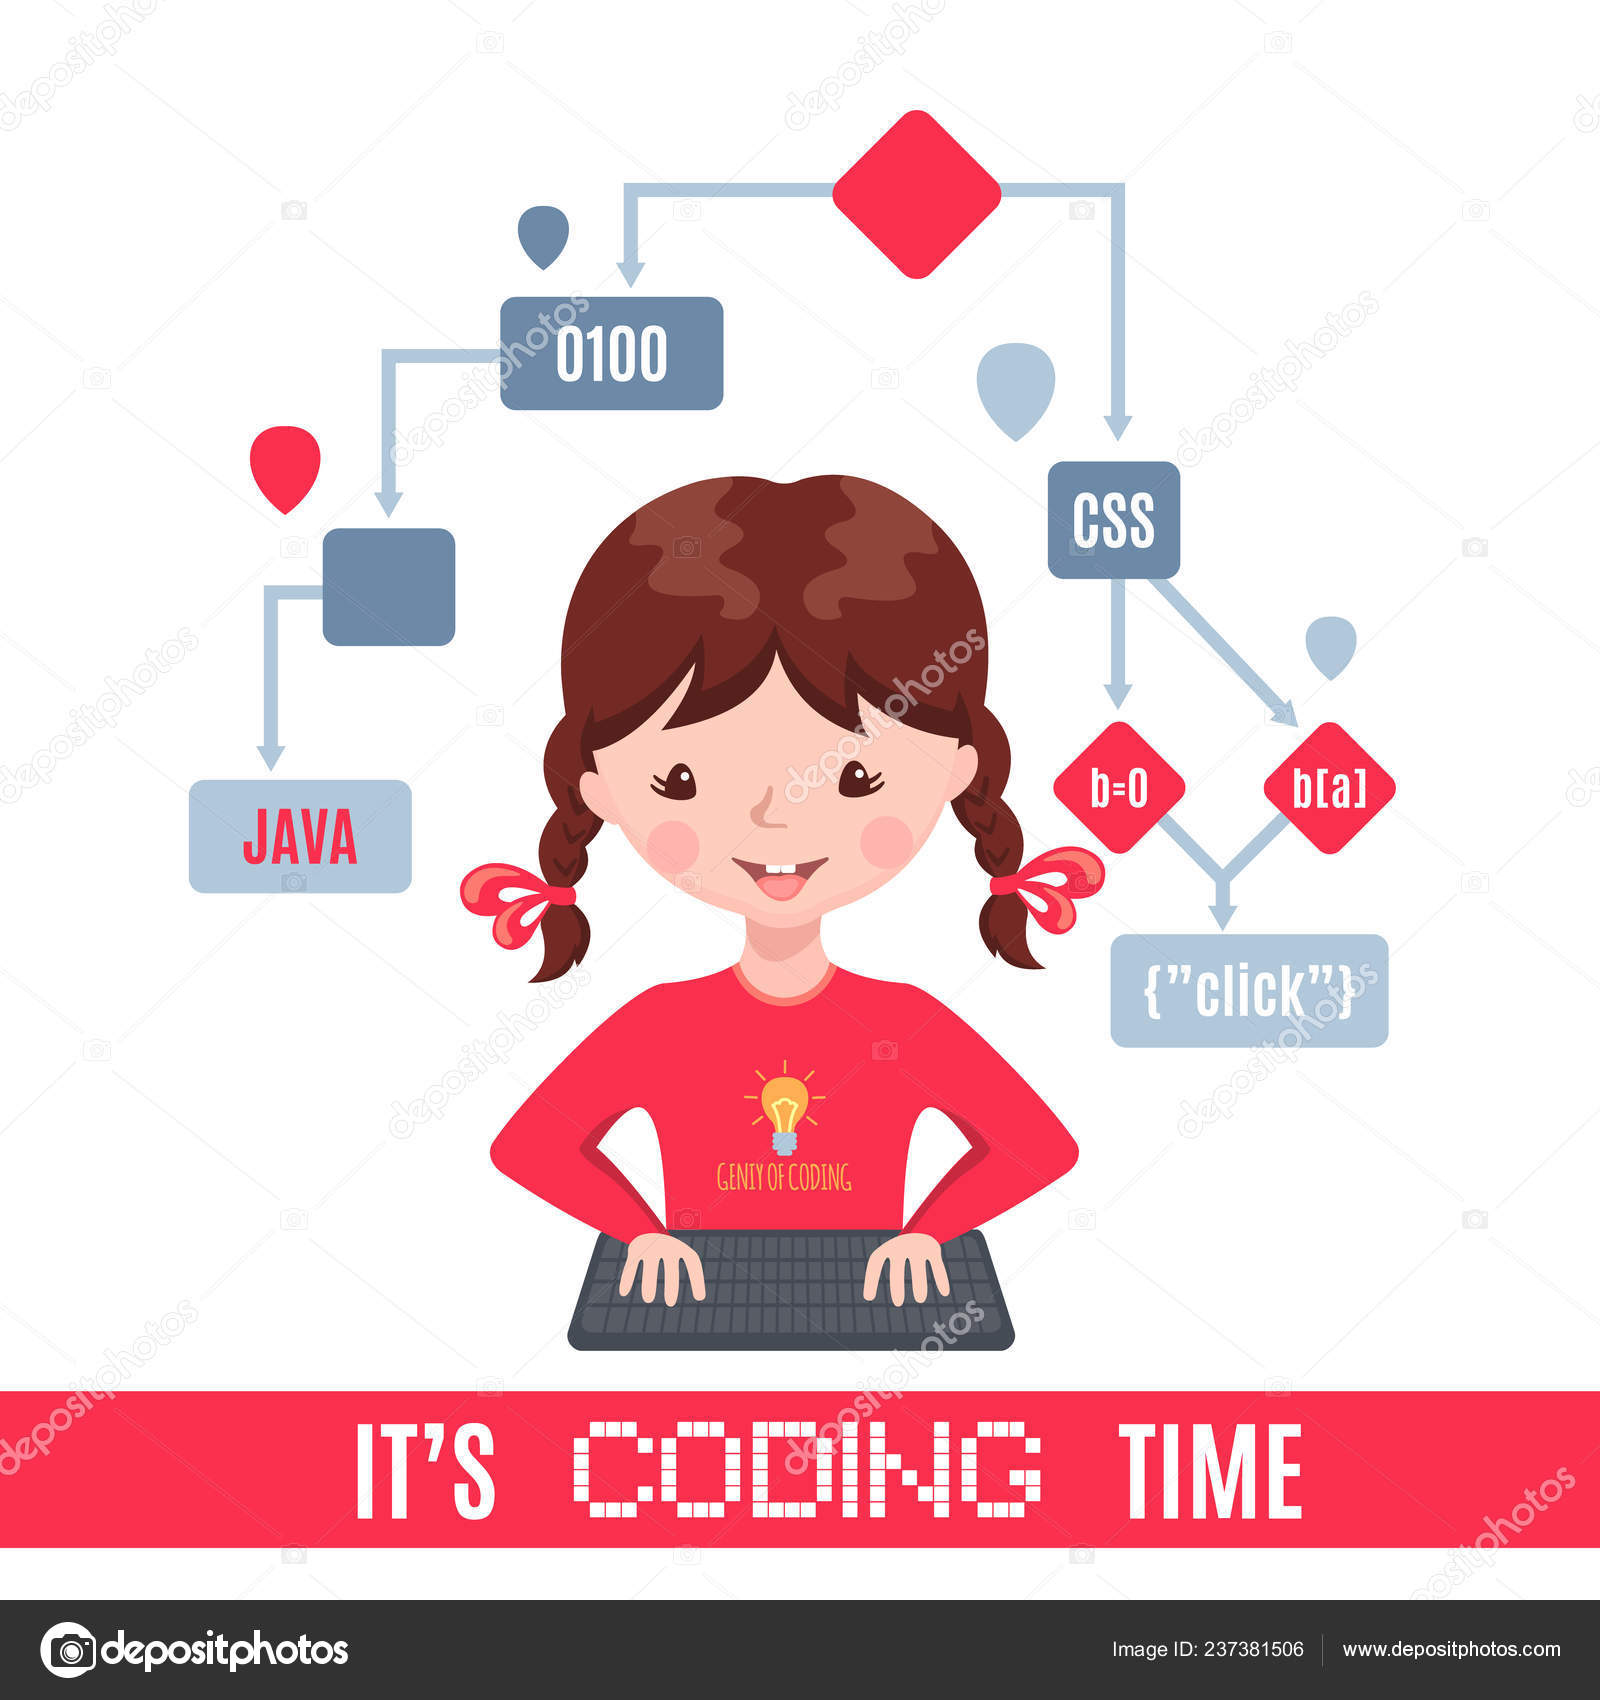 0100
CSS
b=0
b[a]
JAVA
{"click"}
GENIY OF CODING
IT'S CODING TIME
depositphotos
Image ID: 237381506
www.depositphotos.com